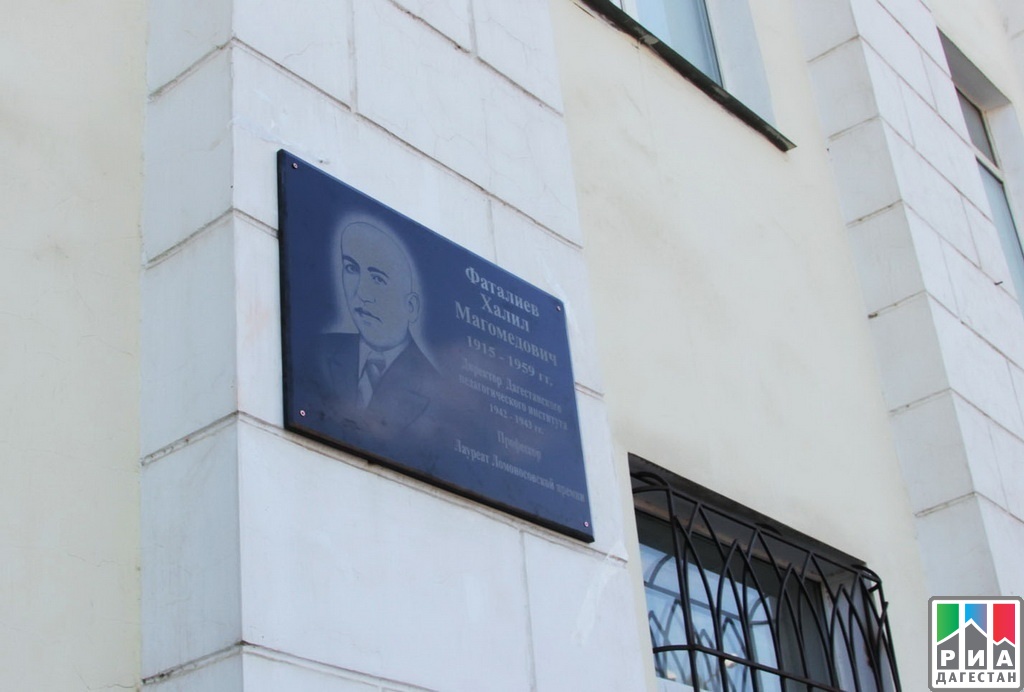 Фаталиев
Халил
Магомедович
1915 - 1959 гг.
Директор Дагестанского
педагогического института
1942 - 1943 гг.
Профессор
Лауреат Ломоносовской премии
РИА
ДАГЕСТАН